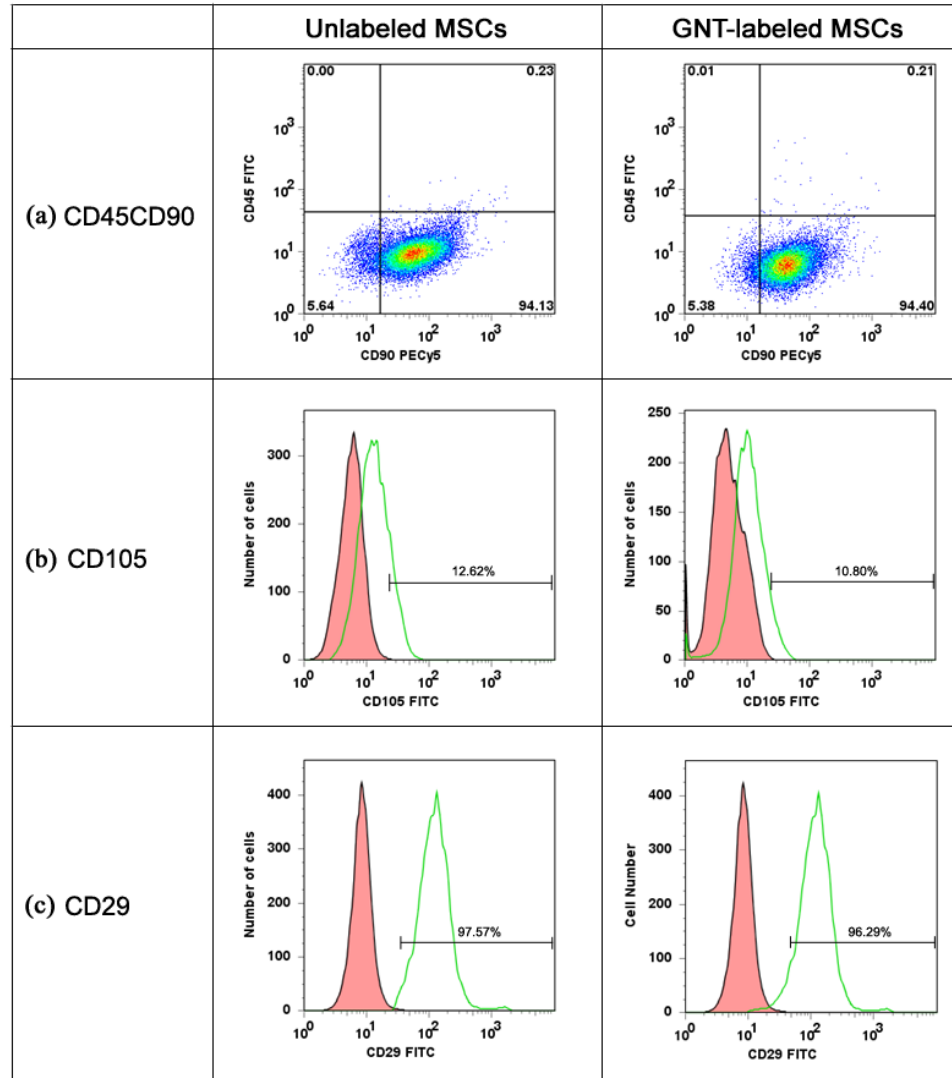 Unlabeled MSCs
GNT-labeled MSCs
(a) CD45CD90
0.00 0.23
CD45 FITC
10³
10²
10¹
10⁰
5.64 94.13
10⁰ 10¹ 10² 10³
CD90 PECy5
0.01 0.21
CD45 FITC
10³
10²
10¹
10⁰
5.38 94.40
10⁰ 10¹ 10² 10³
CD90 PECy5
(b) CD105
Number of cells
300
200
100
0
12.62%
10⁰ 10¹ 10² 10³
CD105 FITC
Number of cells
250
200
150
100
50
0
10.80%
10⁰ 10¹ 10² 10³
CD105 FITC
(c) CD29
Number of cells
400
300
200
100
0
97.57%
10⁰ 10¹ 10² 10³
CD29 FITC
Cell Number
400
300
200
100
0
96.29%
10⁰ 10¹ 10² 10³
CD29 FITC